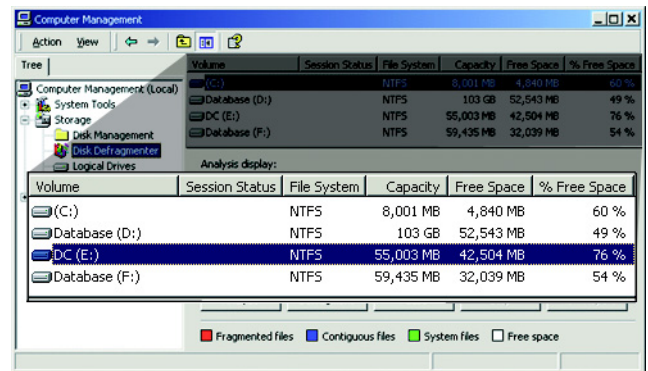 Computer Management
Action View
Tree
Volume Session Status File System Capacity Free Space % Free Space
Computer Management (Local)
System Tools
Storage
Disk Management
Disk Defragmenter
Logical Drives
(C:) NTFS 8,001 MB 4,840 MB 60 %
Database (D:) NTFS 103 GB 52,543 MB 49 %
DC (E:) NTFS 55,003 MB 42,504 MB 76 %
Database (F:) NTFS 59,435 MB 32,039 MB 54 %
Analysis display:
Volume Session Status File System Capacity Free Space % Free Space
(C:) NTFS 8,001 MB 4,840 MB 60 %
Database (D:) NTFS 103 GB 52,543 MB 49 %
DC (E:) NTFS 55,003 MB 42,504 MB 76 %
Database (F:) NTFS 59,435 MB 32,039 MB 54 %
Fragmented files Contiguous files System files Free space